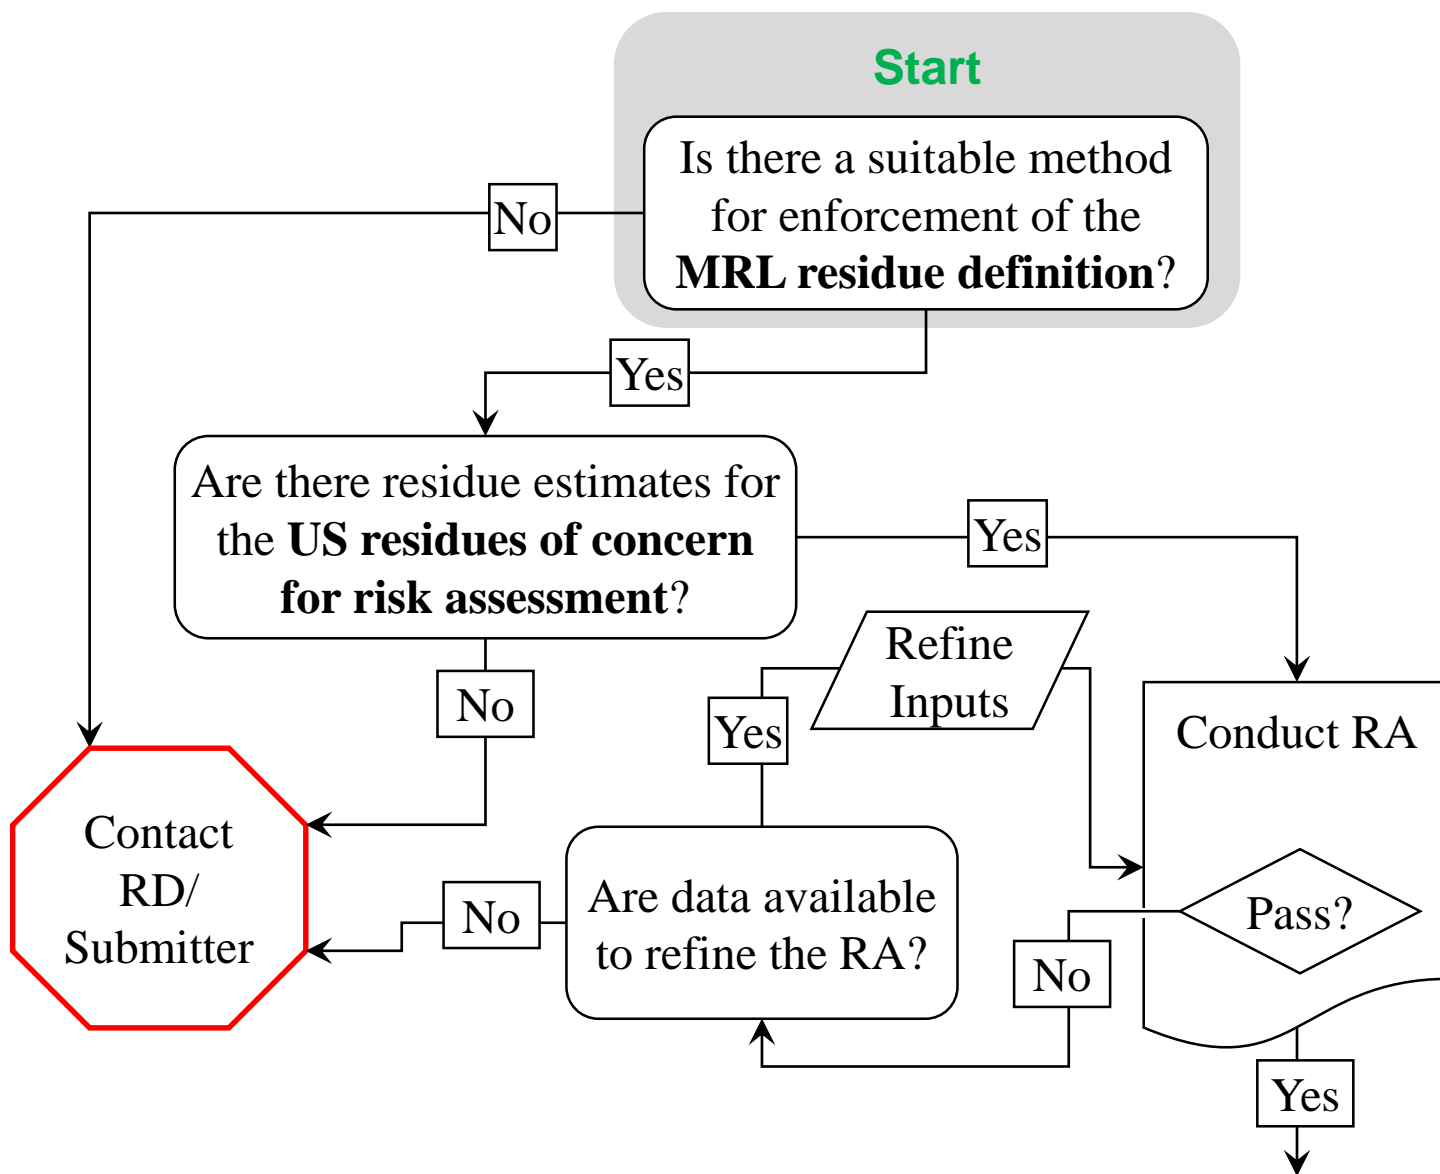 Start
Is there a suitable method
for enforcement of the
MRL residue definition?
No
Yes
Are there residue estimates for
the US residues of concern
for risk assessment?
Yes
No
Refine
Inputs
Yes
Conduct RA
Contact
RD/
Submitter
No
Are data available
to refine the RA?
Pass?
No
Yes